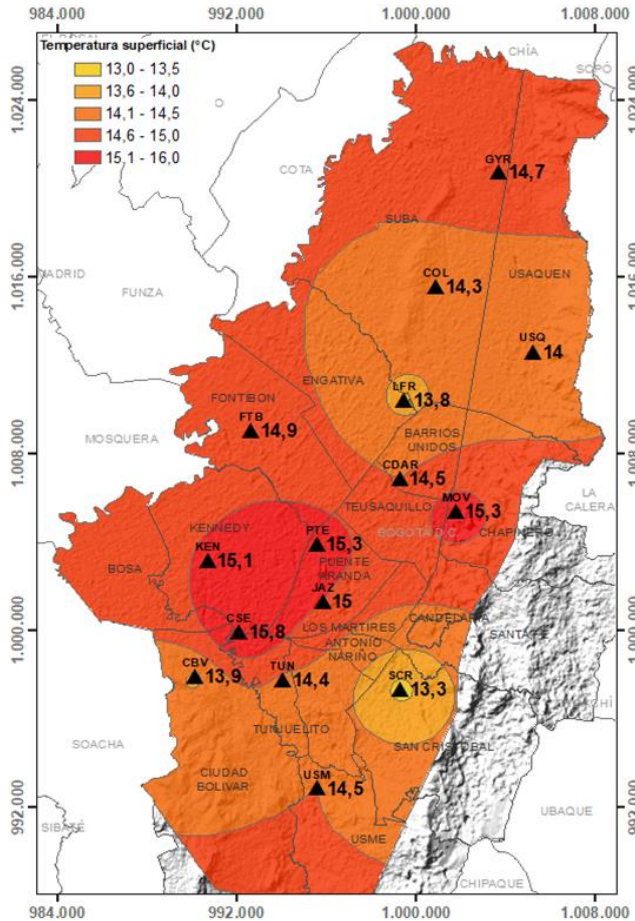 984.000 992.000 1.000.000 1.008.000
Temperatura superficial (°C)
13,0 - 13,5
13,6 - 14,0
14,1 - 14,5
14,6 - 15,0
15,1 - 16,0
CHÍA
SOPÓ
1.024.000
1.024.000
COTA
GYR
14,7
SUBA
1.016.000
1.016.000
MADRID
FUNZA
COL
14,3
USAQUEN
USQ
14
ENGATIVA
LFR
13,8
FONTIBON
FTB
14,9
MOSQUERA
BARRIOS
UNIDOS
1.008.000
1.008.000
CDAR
14,5
TEUSAQUILLO
MOV
15,3
LA
CALERA
BOGOTÁ D.C.
CHAPINERO
KENNEDY
PTE
15,3
KEN
15,1
PUENTE
ARANDA
BOSA
JAZ
15
CSE
15,8
LOS MARTIRES
CANDELARIA
1.000.000
1.000.000
ANTONIO
NARIÑO
SANTA FE
CBV
13,9
TUN
14,4
SCR
13,3
SOACHA
TUNJUELITO
SAN CRISTOBAL
CIUDAD
BOLIVAR
USM
14,5
992.000
992.000
SIBATÉ
USME
UBAQUE
CHIPAQUE
984.000 992.000 1.000.000 1.008.000